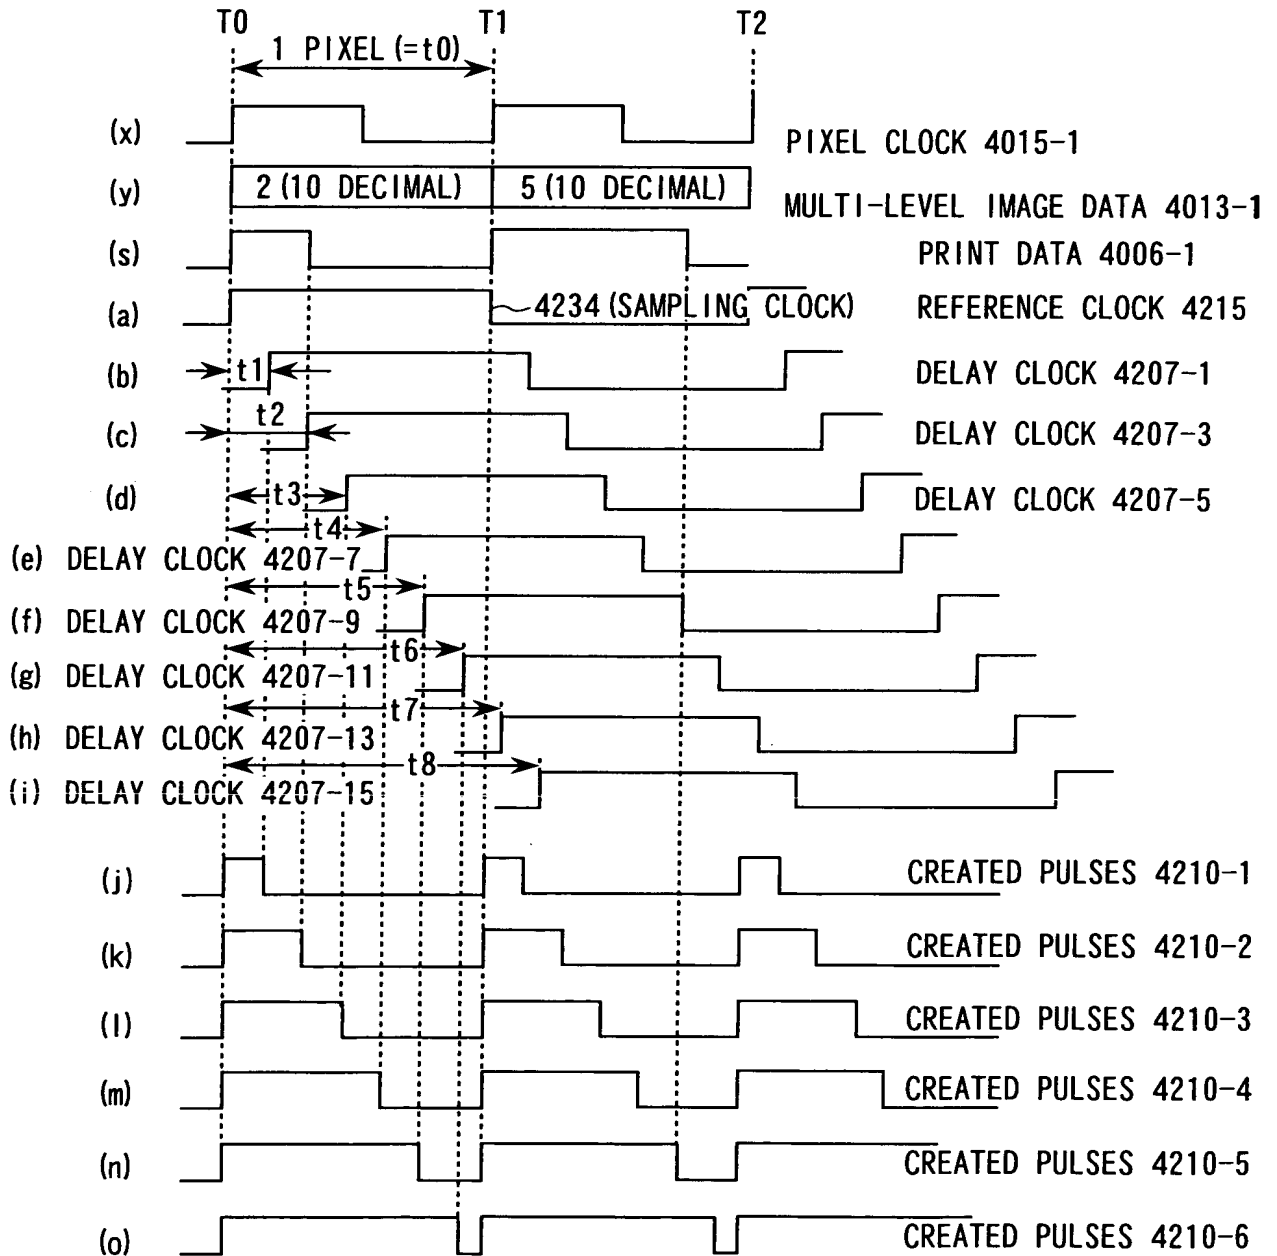 T0 T1 T2
1 PIXEL (=t0)
(x) PIXEL CLOCK 4015-1
(y) 2 (10 DECIMAL) 5 (10 DECIMAL) MULTI-LEVEL IMAGE DATA 4013-1
(s) PRINT DATA 4006-1
(a) 4234 (SAMPLING CLOCK) REFERENCE CLOCK 4215
(b) t1 DELAY CLOCK 4207-1
t2
(c) DELAY CLOCK 4207-3
(d) t3 DELAY CLOCK 4207-5
t4
(e) DELAY CLOCK 4207-7
t5
(f) DELAY CLOCK 4207-9
t6
(g) DELAY CLOCK 4207-11
t7
(h) DELAY CLOCK 4207-13
t8
(i) DELAY CLOCK 4207-15
(j) CREATED PULSES 4210-1
(k) CREATED PULSES 4210-2
(l) CREATED PULSES 4210-3
(m) CREATED PULSES 4210-4
(n) CREATED PULSES 4210-5
(o) CREATED PULSES 4210-6